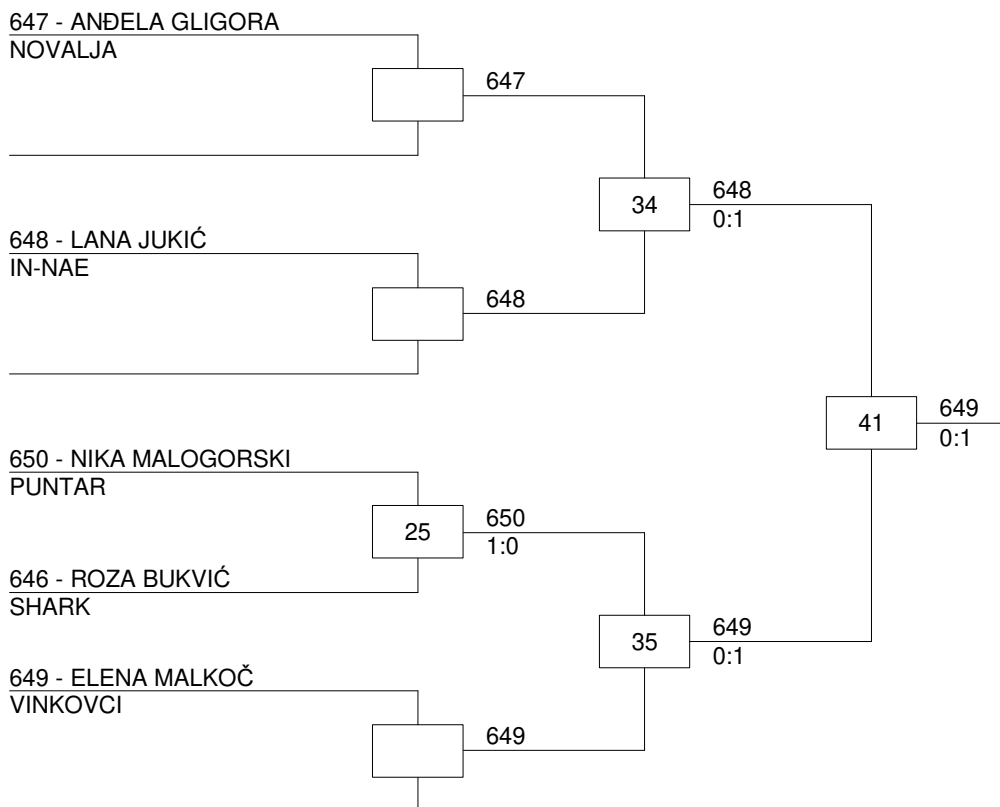 647 - ANĐELA GLIGORA
NOVALJA
647
34
648
0:1
648 - LANA JUKIĆ
IN-NAE
648
41
649
0:1
650 - NIKA MALOGORSKI
PUNTAR
25
650
1:0
646 - ROZA BUKVIĆ
SHARK
35
649
0:1
649 - ELENA MALKOČ
VINKOVCI
649